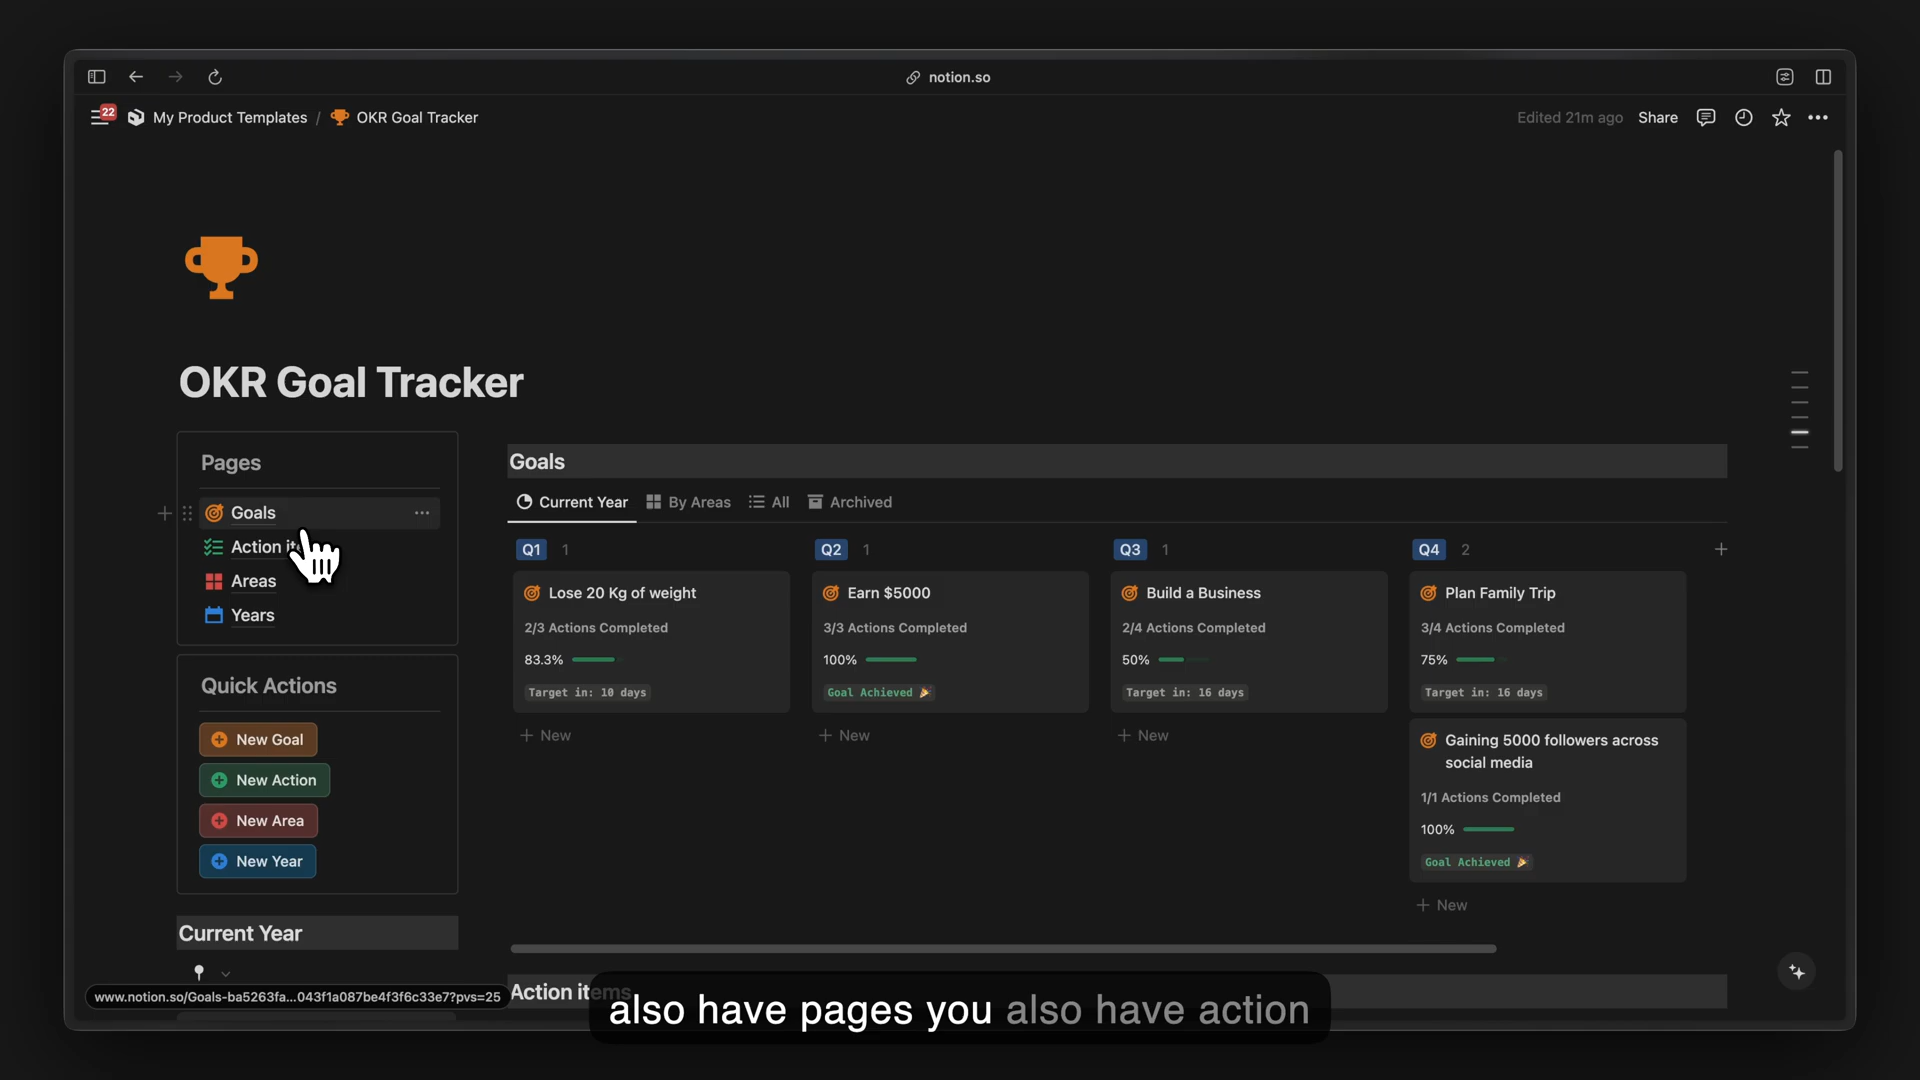 notion.so
22
My Product Templates / OKR Goal Tracker
Edited 21m ago
Share
OKR Goal Tracker
Pages
Goals
Action
Areas
Years
Quick Actions
New Goal
New Action
New Area
New Year
Current Year
Goals
Current Year
By Areas
All
Archived
Q1 1
Lose 20 Kg of weight
2/3 Actions Completed
83.3%
Target in: 10 days
+ New
Q2 1
Earn $5000
3/3 Actions Completed
100%
Goal Achieved 🎉
+ New
Q3 1
Build a Business
2/4 Actions Completed
50%
Target in: 16 days
+ New
Q4 2
Plan Family Trip
3/4 Actions Completed
75%
Target in: 16 days
Gaining 5000 followers across
social media
1/1 Actions Completed
100%
Goal Achieved 🎉
+ New
Action items
www.notion.so/Goals-ba5263fa...043f1a087be4f3f6c33e7?pvs=25
also have pages you also have action